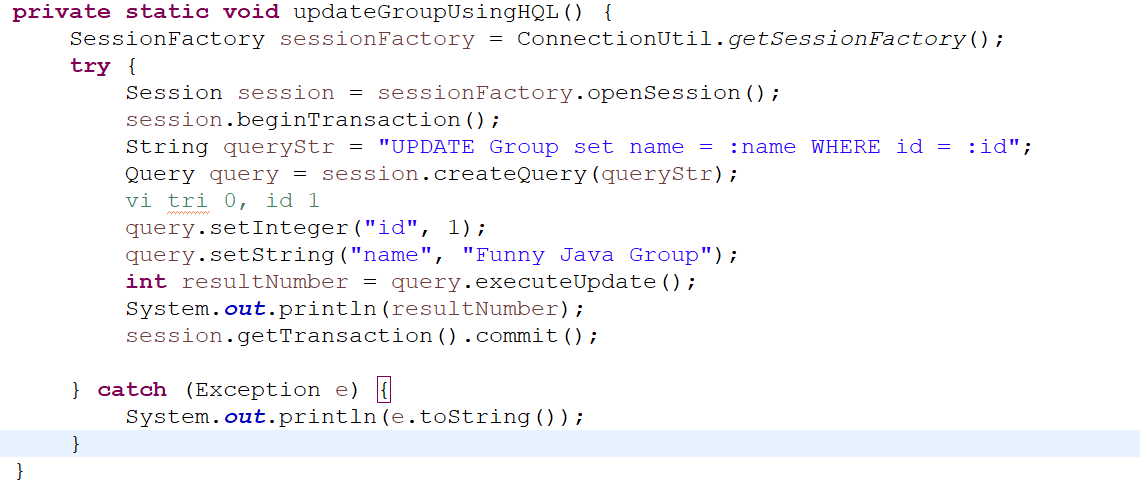 private static void updateGroupUsingHQL() {
    SessionFactory sessionFactory = ConnectionUtil.getSessionFactory();
    try {
        Session session = sessionFactory.openSession();
        session.beginTransaction();
        String queryStr = "UPDATE Group set name = :name WHERE id = :id";
        Query query = session.createQuery(queryStr);
        vi tri 0, id 1
        query.setInteger("id", 1);
        query.setString("name", "Funny Java Group");
        int resultNumber = query.executeUpdate();
        System.out.println(resultNumber);
        session.getTransaction().commit();

    } catch (Exception e) {
        System.out.println(e.toString());
    }
}